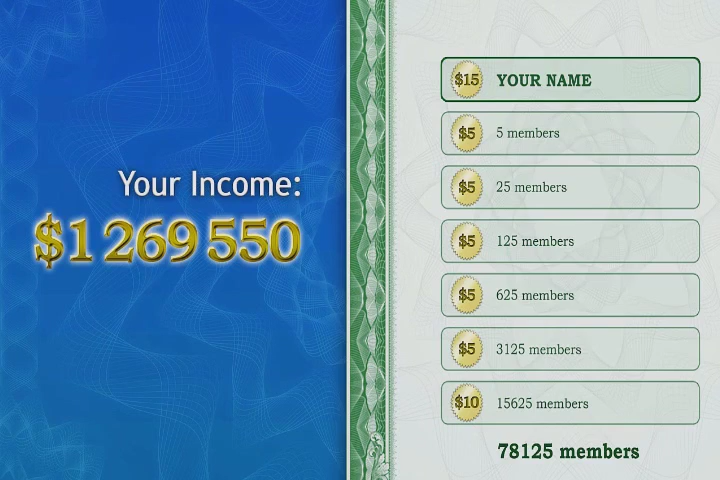 Your Income:
$1 269 550
$15 YOUR NAME
$5 5 members
$5 25 members
$5 125 members
$5 625 members
$5 3125 members
$10 15625 members
78125 members